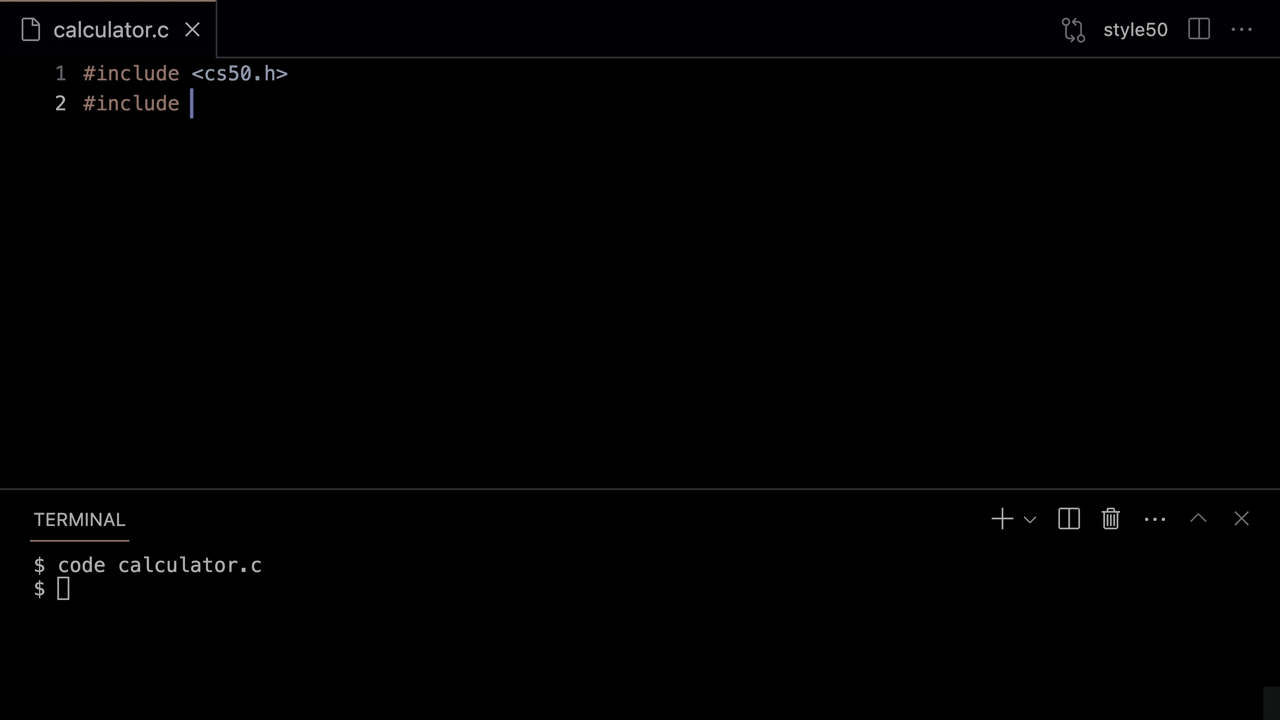 calculator.c
style50
1 #include <cs50.h>
2 #include
TERMINAL
$ code calculator.c
$